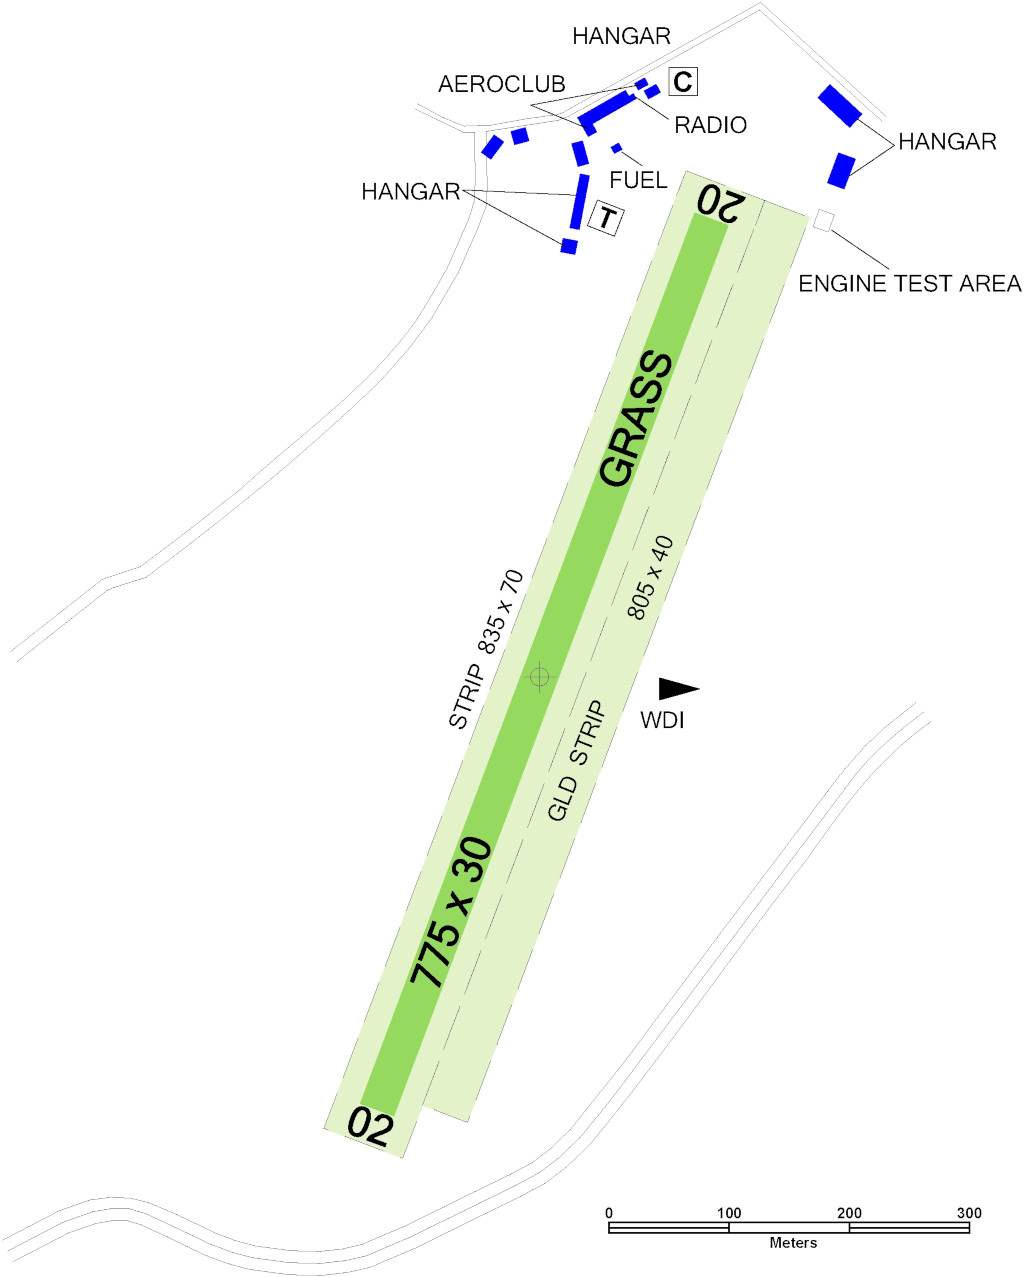 HANGAR
AEROCLUB
C
RADIO
HANGAR
FUEL
HANGAR
T
20
ENGINE TEST AREA
GRASS
805 x 40
STRIP 835 x 70
WDI
GLD STRIP
775 x 30
02
0 100 200 300
Meters